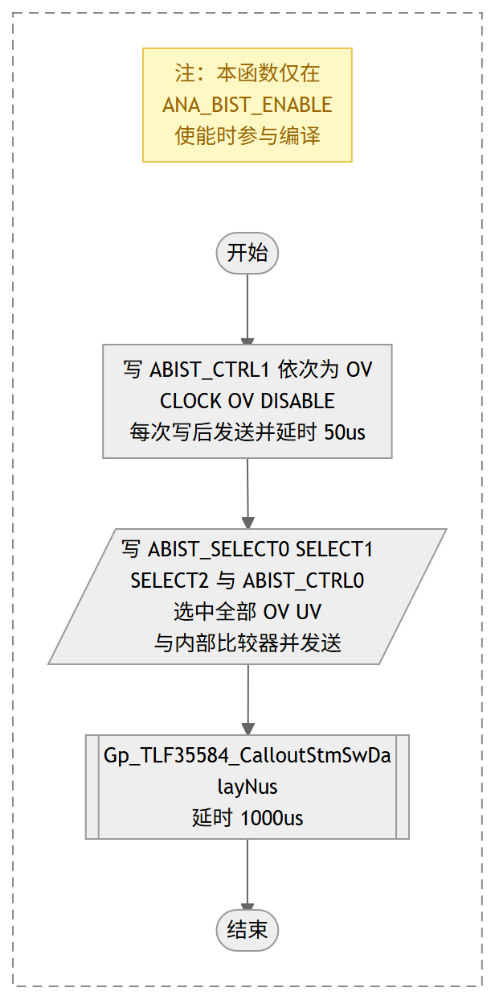 注：本函数仅在
ANA_BIST_ENABLE
使能时参与编译
开始
写 ABIST_CTRL1 依次为 OV
CLOCK OV DISABLE
每次写后发送并延时 50us
写 ABIST_SELECT0 SELECT1
SELECT2 与 ABIST_CTRL0
选中全部 OV UV
与内部比较器并发送
Gp_TLF35584_CalloutStmSwDa
layNus
延时 1000us
结束